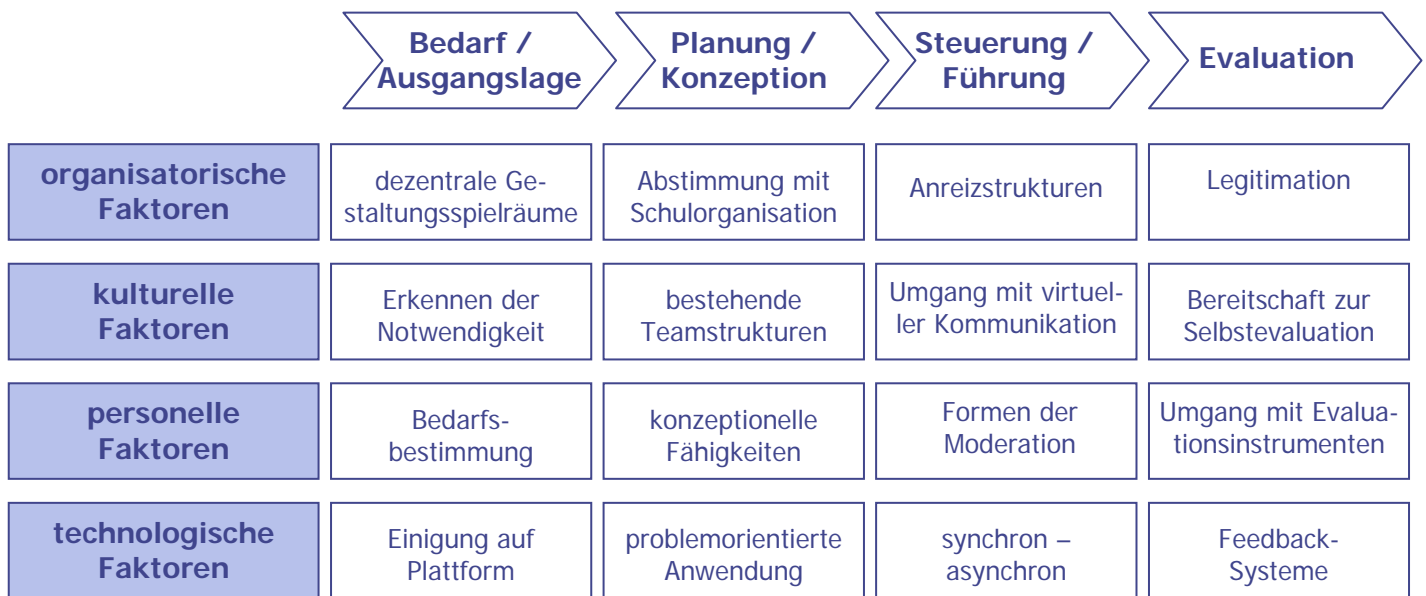 Bedarf /
Ausgangslage
Planung /
Konzeption
Steuerung /
Führung
Evaluation
organisatorische
Faktoren
dezentrale Ge-
staltungsspielräume
Abstimmung mit
Schulorganisation
Anreizstrukturen
Legitimation
kulturelle
Faktoren
Erkennen der
Notwendigkeit
bestehende
Teamstrukturen
Umgang mit virtuel-
ler Kommunikation
Bereitschaft zur
Selbstevaluation
personelle
Faktoren
Bedarfs-
bestimmung
konzeptionelle
Fähigkeiten
Formen der
Moderation
Umgang mit Evalua-
tionsinstrumenten
technologische
Faktoren
Einigung auf
Plattform
problemorientierte
Anwendung
synchron –
asynchron
Feedback-
Systeme